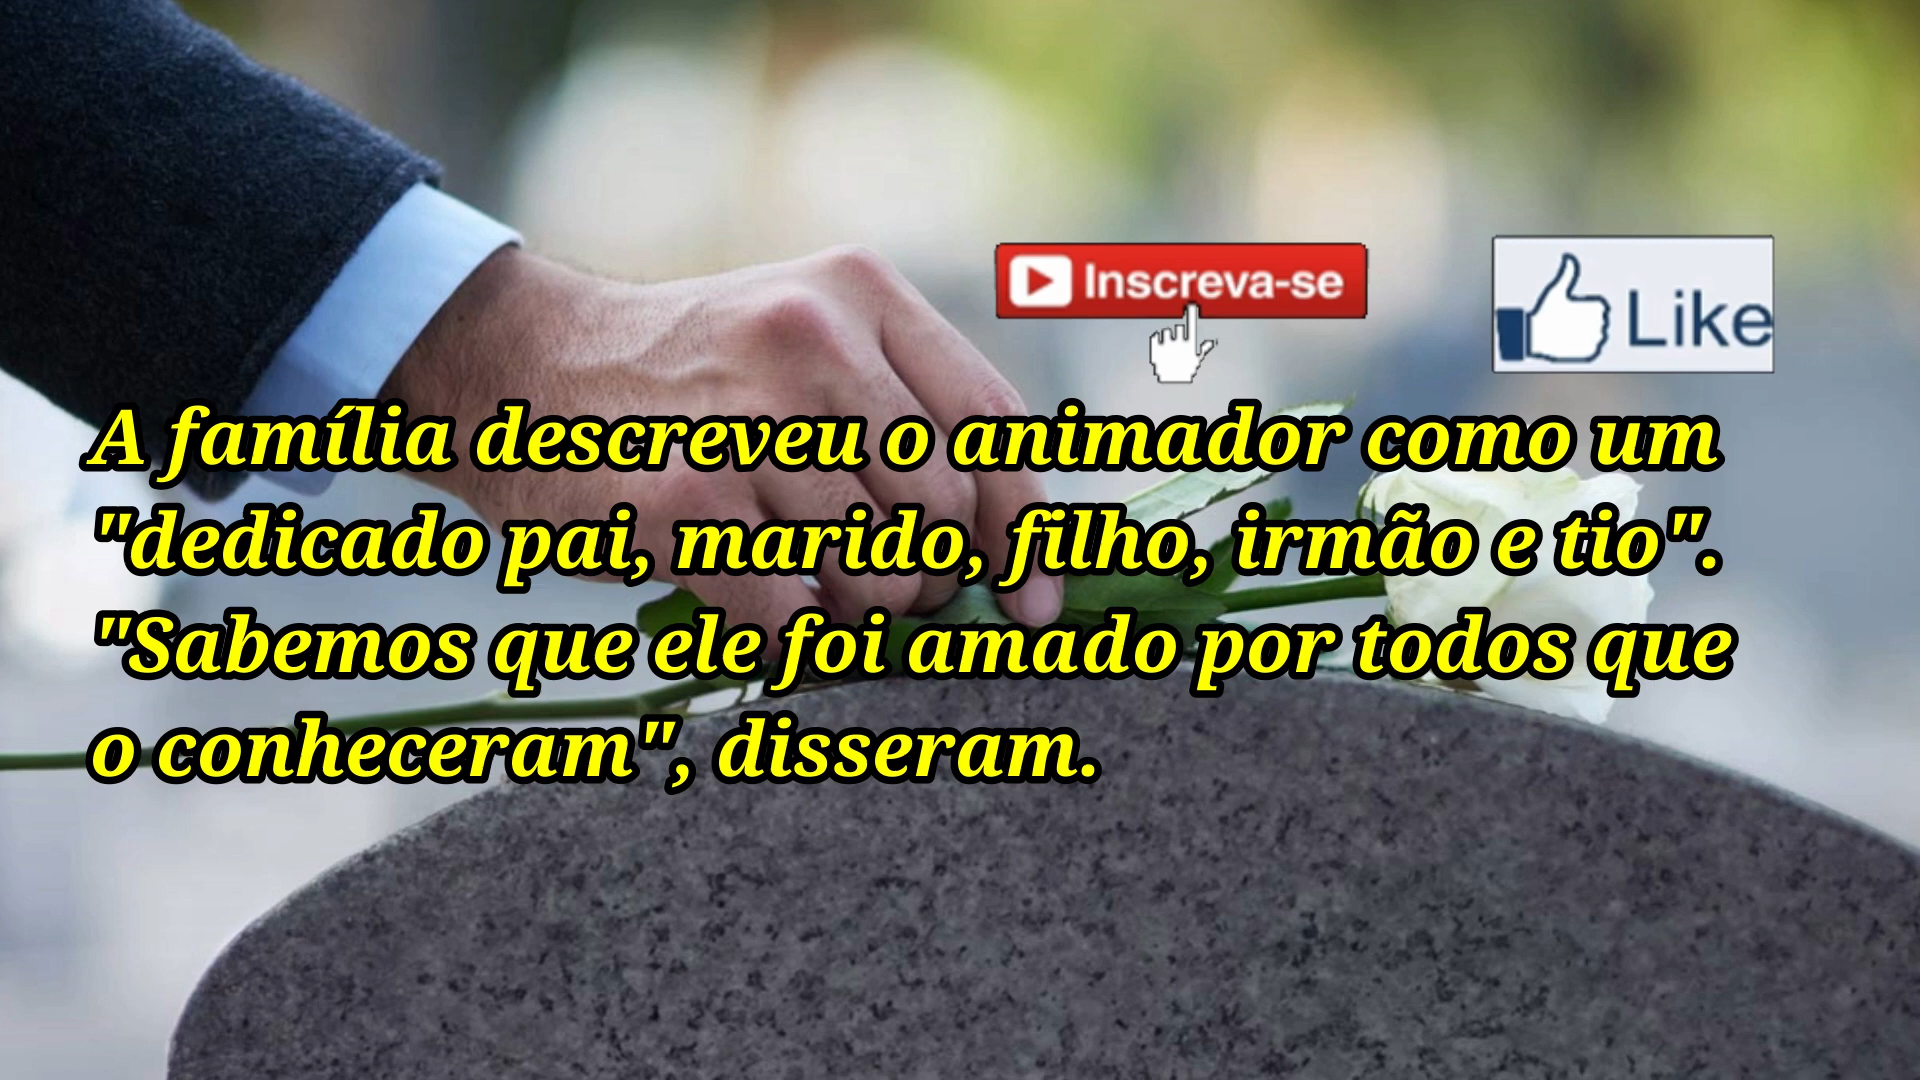 Inscreva-se
Like
A família descreveu o animador como um
"dedicado pai, marido, filho, irmão e tio".
"Sabemos que ele foi amado por todos que
o conheceram", disseram.